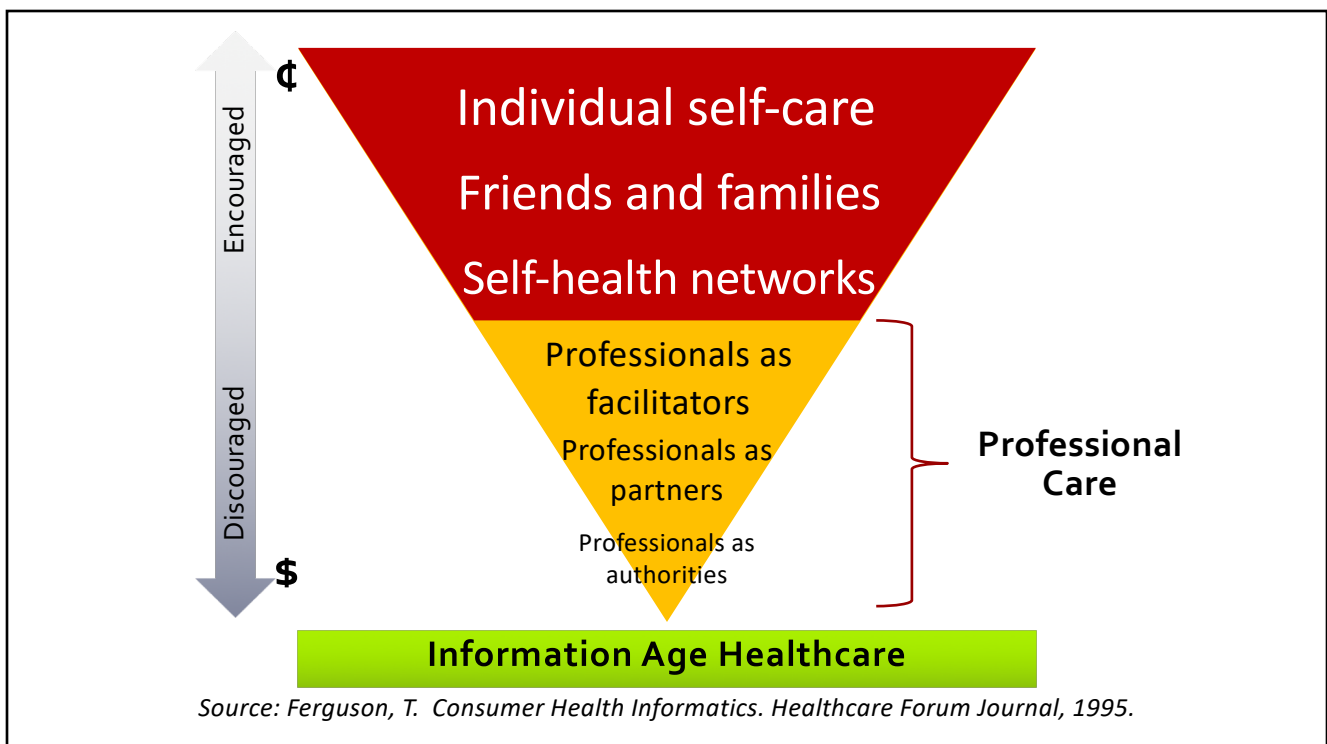 ₵
Encouraged
Discouraged
$
Individual self-care
Friends and families
Self-health networks
Professionals as
facilitators
Professionals as
partners
Professionals as
authorities
Professional
Care
Information Age Healthcare
Source: Ferguson, T. Consumer Health Informatics. Healthcare Forum Journal, 1995.